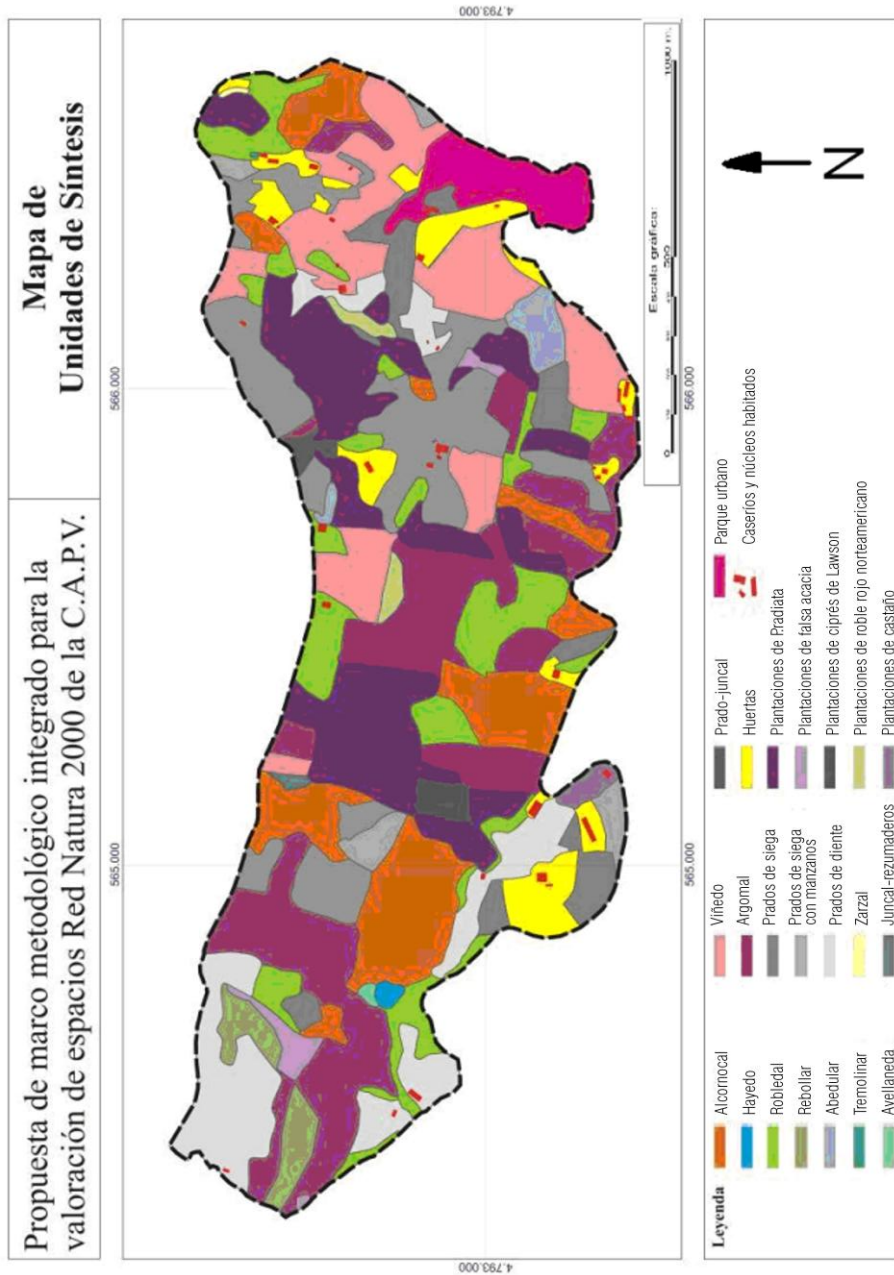 Propuesta de marco metodológico integrado para la
valoración de espacios Red Natura 2000 de la C.A.P.V.
Mapa de
Unidades de Síntesis
565.000
566.000
4.793.000
4.793.000
565.000
566.000
Escala gráfica:
0
500
1000 m.
Leyenda
Alcornocal
Hayedo
Robledal
Rebollar
Abedular
Tremolinar
Avellaneda
Viñedo
Argomal
Prados de siega
Prados de siega
con manzanos
Prados de diente
Zarzal
Juncal-rezumaderos
Prado-juncal
Huertas
Plantaciones de Pradiata
Plantaciones de falsa acacia
Plantaciones de ciprés de Lawson
Plantaciones de roble rojo norteamericano
Plantaciones de castaño
Parque urbano
Caseríos y núcleos habitados
N